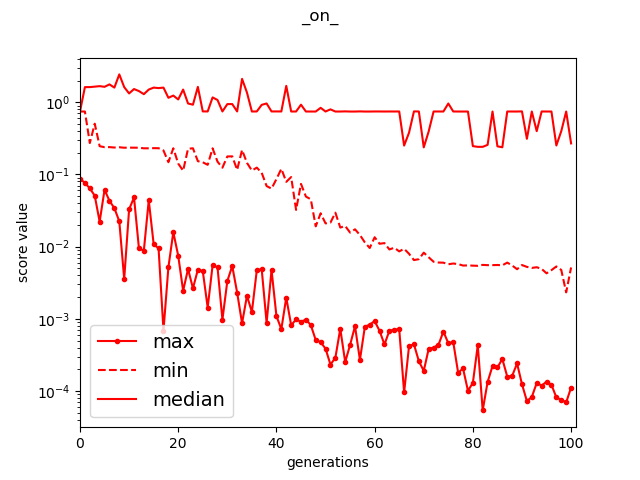 _on_
score value
10⁰
10⁻¹
10⁻²
10⁻³
10⁻⁴
max
min
median
0
20
40
60
80
100
generations